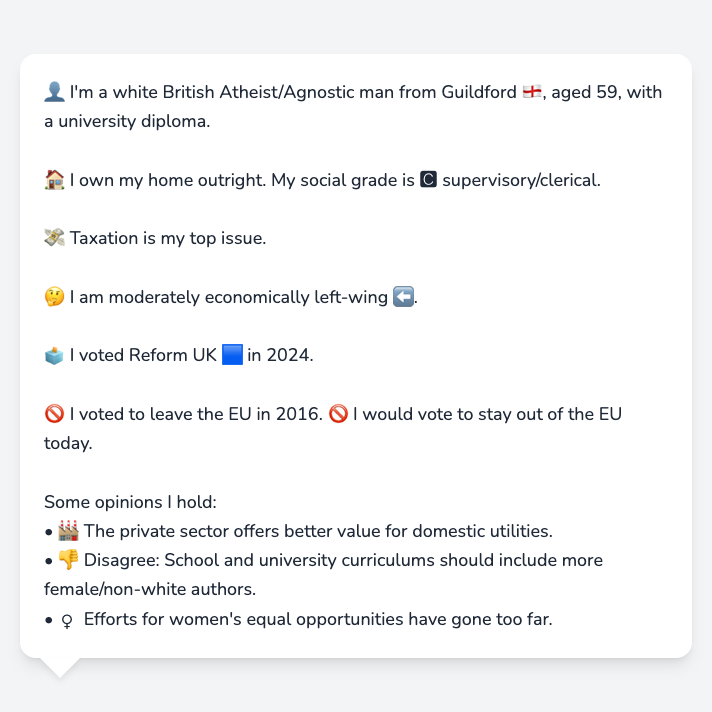 👤 I'm a white British Atheist/Agnostic man from Guildford 🏴󠁧󠁢󠁥󠁮󠁧󠁿, aged 59, with
a university diploma.
🏠 I own my home outright. My social grade is 🅲 supervisory/clerical.
💸 Taxation is my top issue.
🤔 I am moderately economically left-wing ⬅️.
🗳️ I voted Reform UK 🟦 in 2024.
🚫 I voted to leave the EU in 2016. 🚫 I would vote to stay out of the EU
today.
Some opinions I hold:
• 🏭 The private sector offers better value for domestic utilities.
• 👎 Disagree: School and university curriculums should include more
female/non-white authors.
• ♀ Efforts for women's equal opportunities have gone too far.